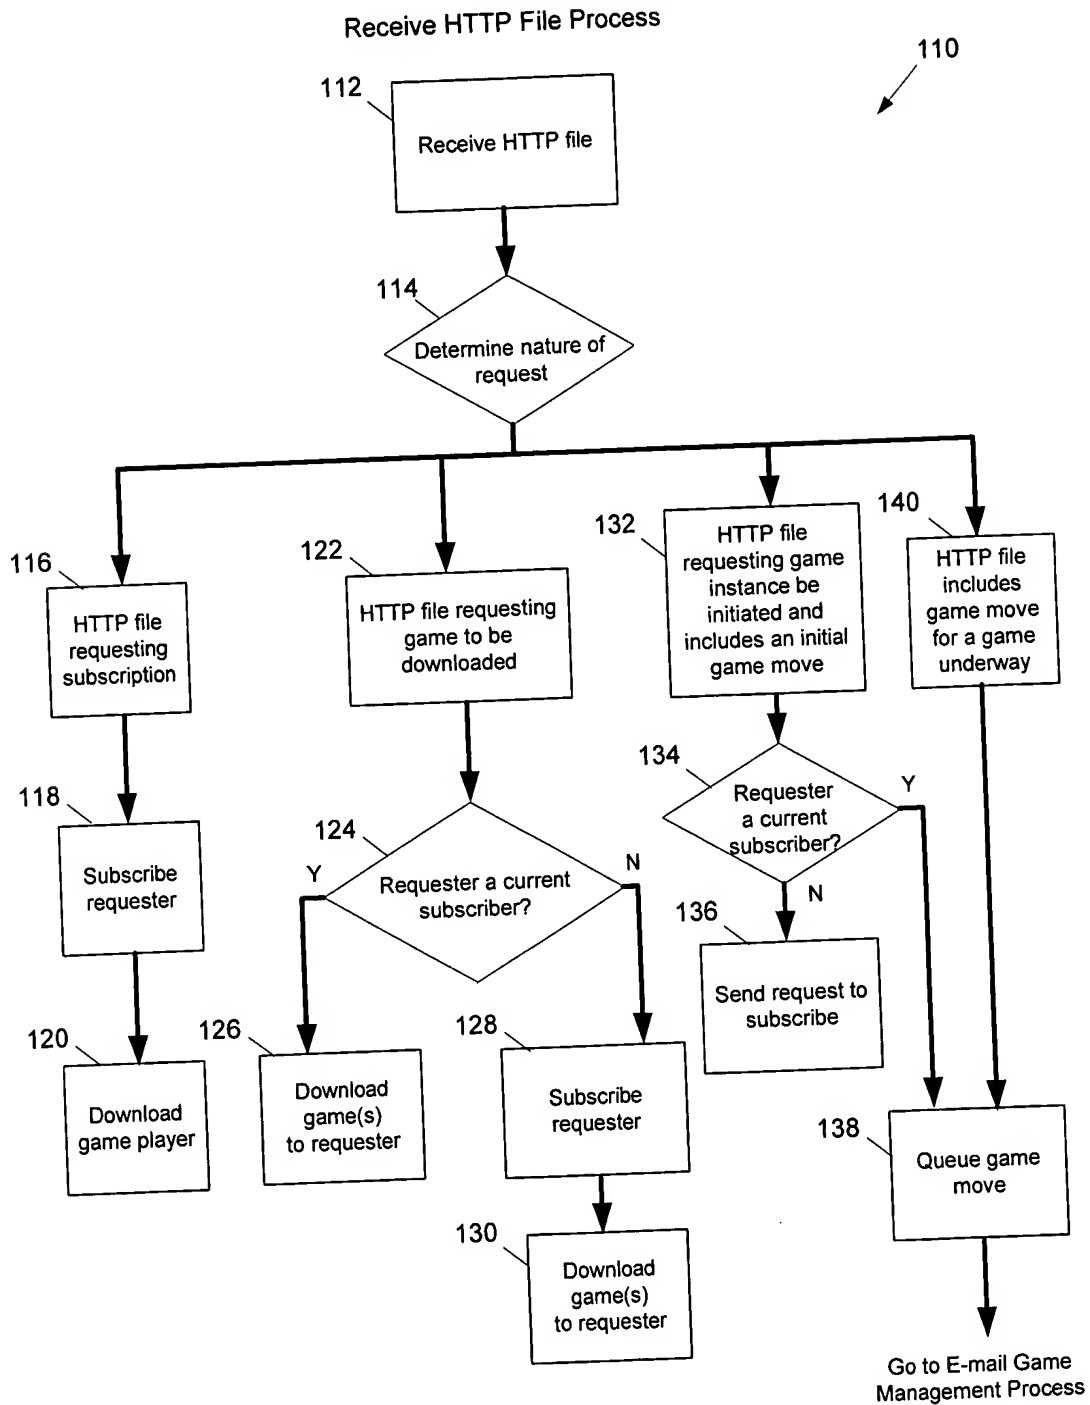 Receive HTTP File Process
110
112
Receive HTTP file
114
Determine nature of
request
116
HTTP file
requesting
subscription
122
HTTP file requesting
game to be
downloaded
132
HTTP file
requesting game
instance be
initiated and
includes an initial
game move
140
HTTP file
includes
game move
for a game
underway
118
Subscribe
requester
124
Requester a current
subscriber?
Y
N
134
Requester
a current
subscriber?
Y
N
136
Send request to
subscribe
120
Download
game player
126
Download
game(s)
to requester
128
Subscribe
requester
138
Queue game
move
130
Download
game(s)
to requester
Go to E-mail Game
Management Process